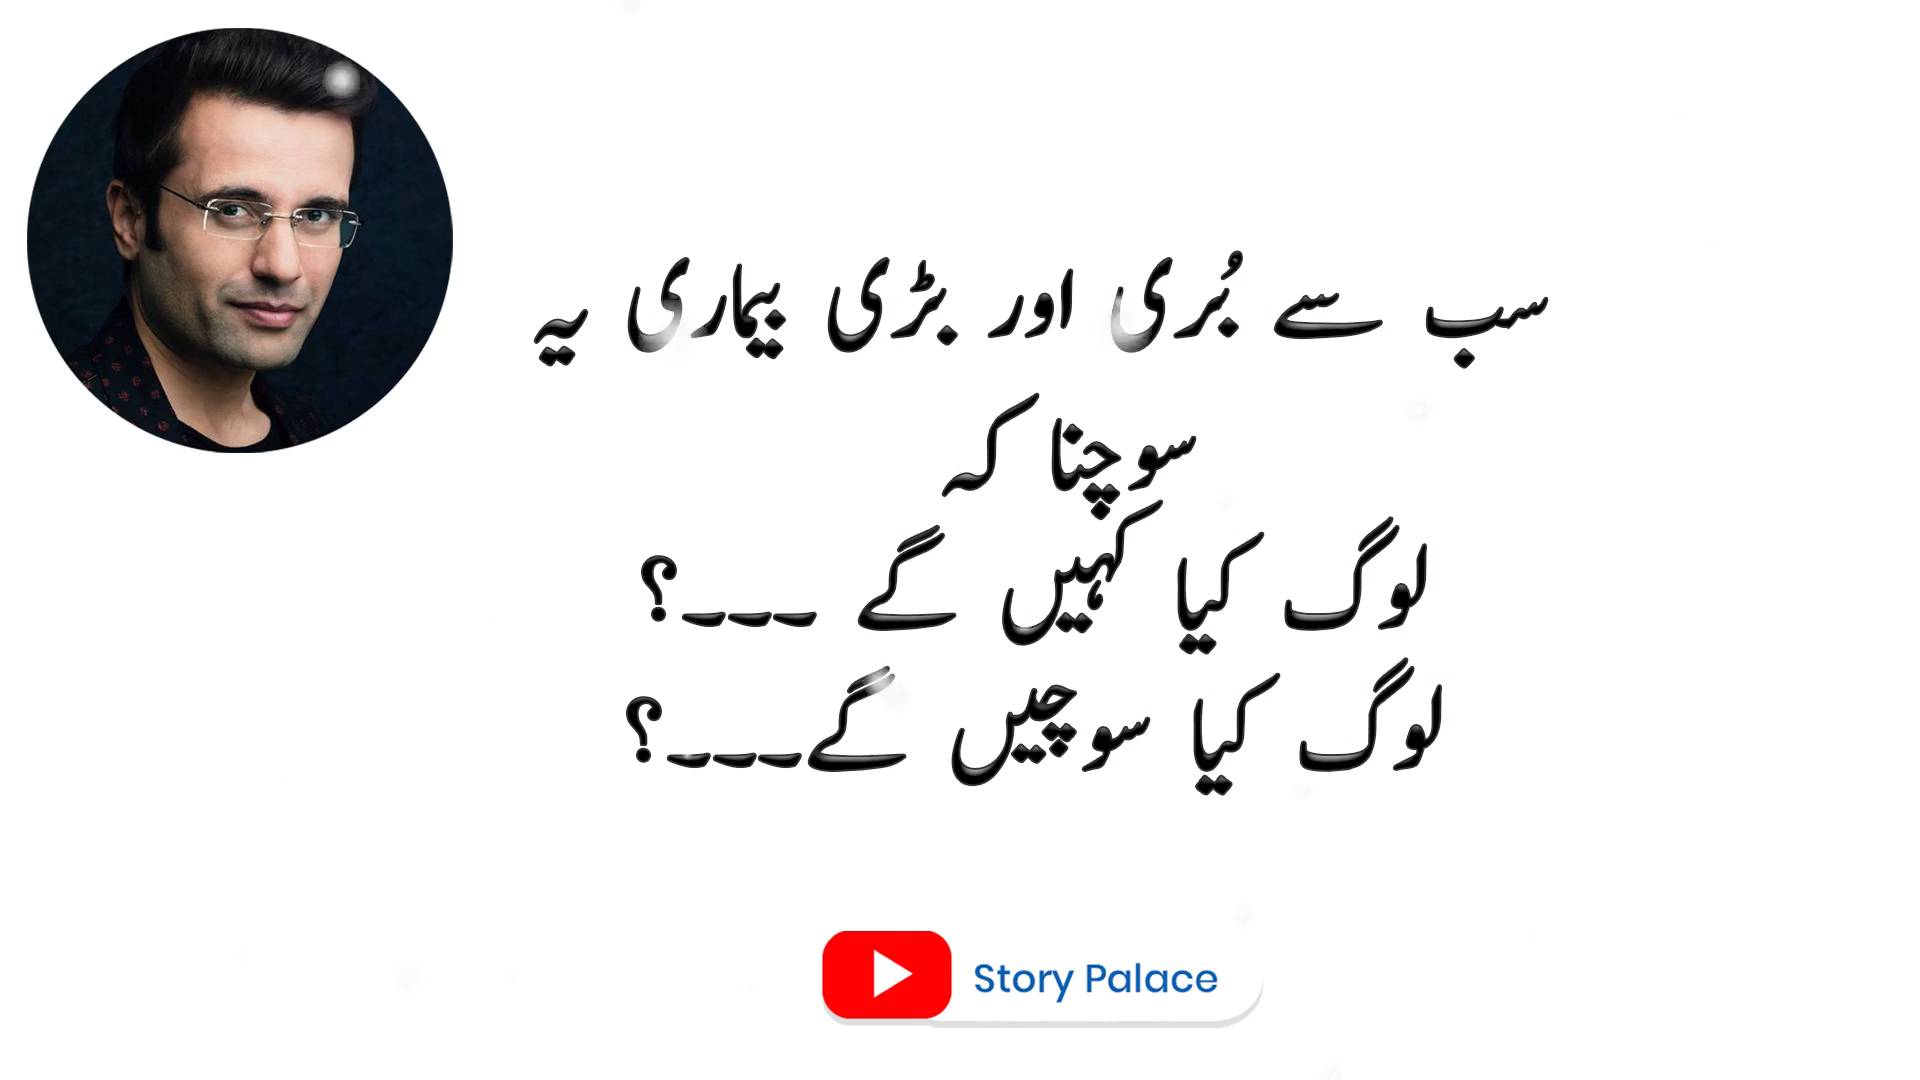 سب سے بُری اور بڑی بیماری یہ
سوچنا کہ
لوگ کیا کہیں گے ۔۔۔؟
لوگ کیا سوچیں گے۔۔۔؟
Story Palace